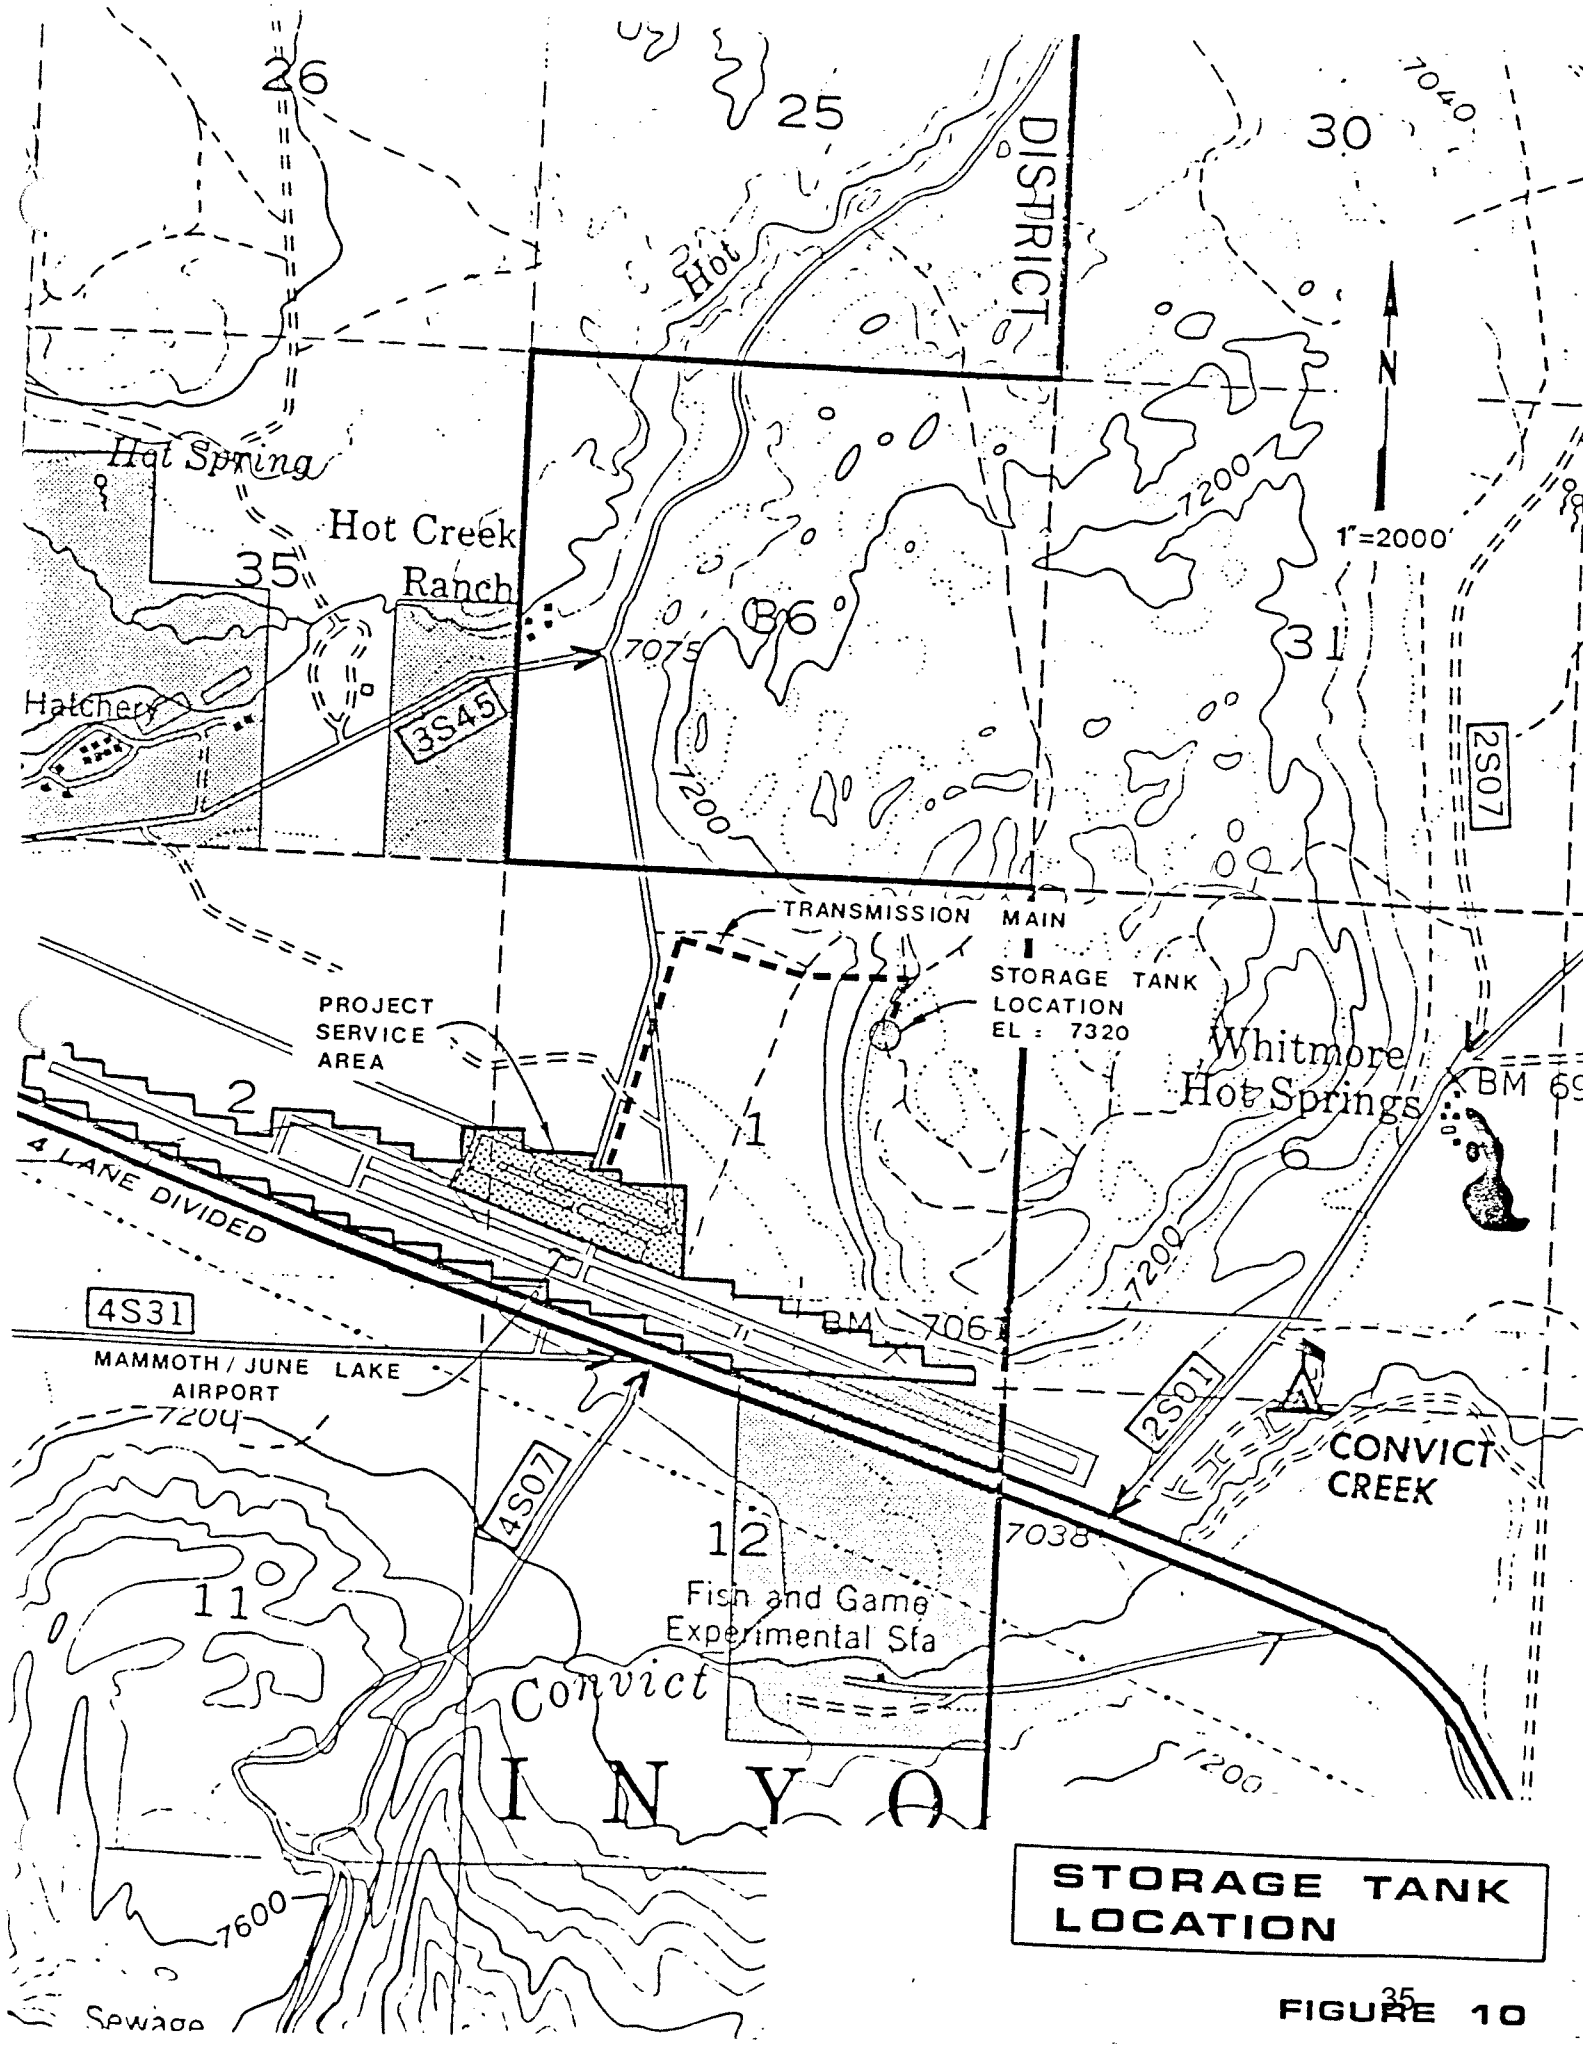 26
25
30
7040
DISTRICT
Hot
N
Hot Spring
7200
1"=2000'
Hot Creek
Ranch
35
36
31
7075
Hatchery
3S45
2S07
7200
TRANSMISSION MAIN
STORAGE TANK
LOCATION
EL : 7320
PROJECT
SERVICE
AREA
Whitmore
Hot Springs
BM 69
2
1
6
4 LANE DIVIDED
7200
4S31
BM 706
MAMMOTH / JUNE LAKE
AIRPORT
7200
2S01
CONVICT
CREEK
4S07
12
7038
11
Fish and Game
Experimental Sta
Convict
INYO
7200
7600
STORAGE TANK
LOCATION
Sewage
35
FIGURE 10